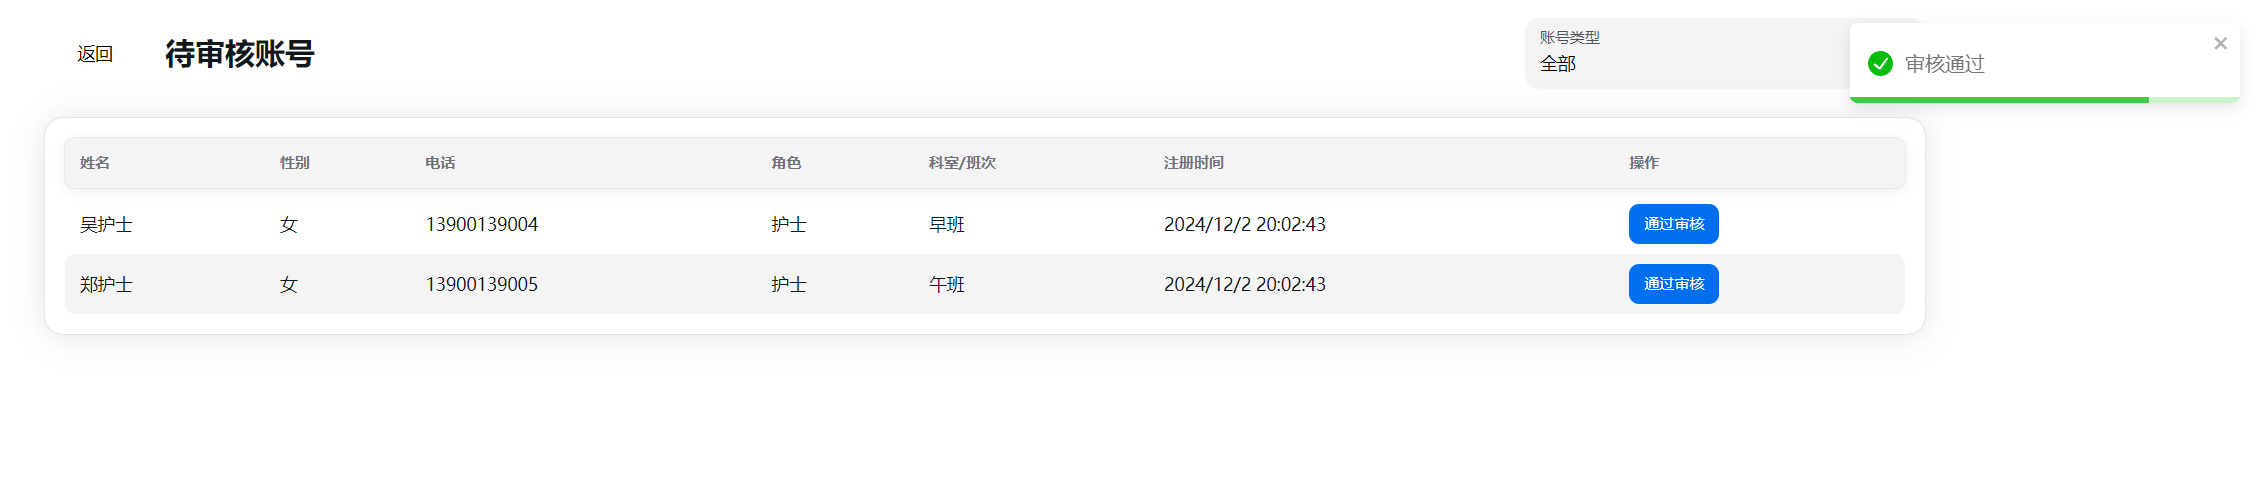 返回
待审核账号
账号类型
全部
审核通过
姓名 性别 电话 角色 科室/班次 注册时间 操作
吴护士 女 13900139004 护士 早班 2024/12/2 20:02:43 通过审核
郑护士 女 13900139005 护士 午班 2024/12/2 20:02:43 通过审核